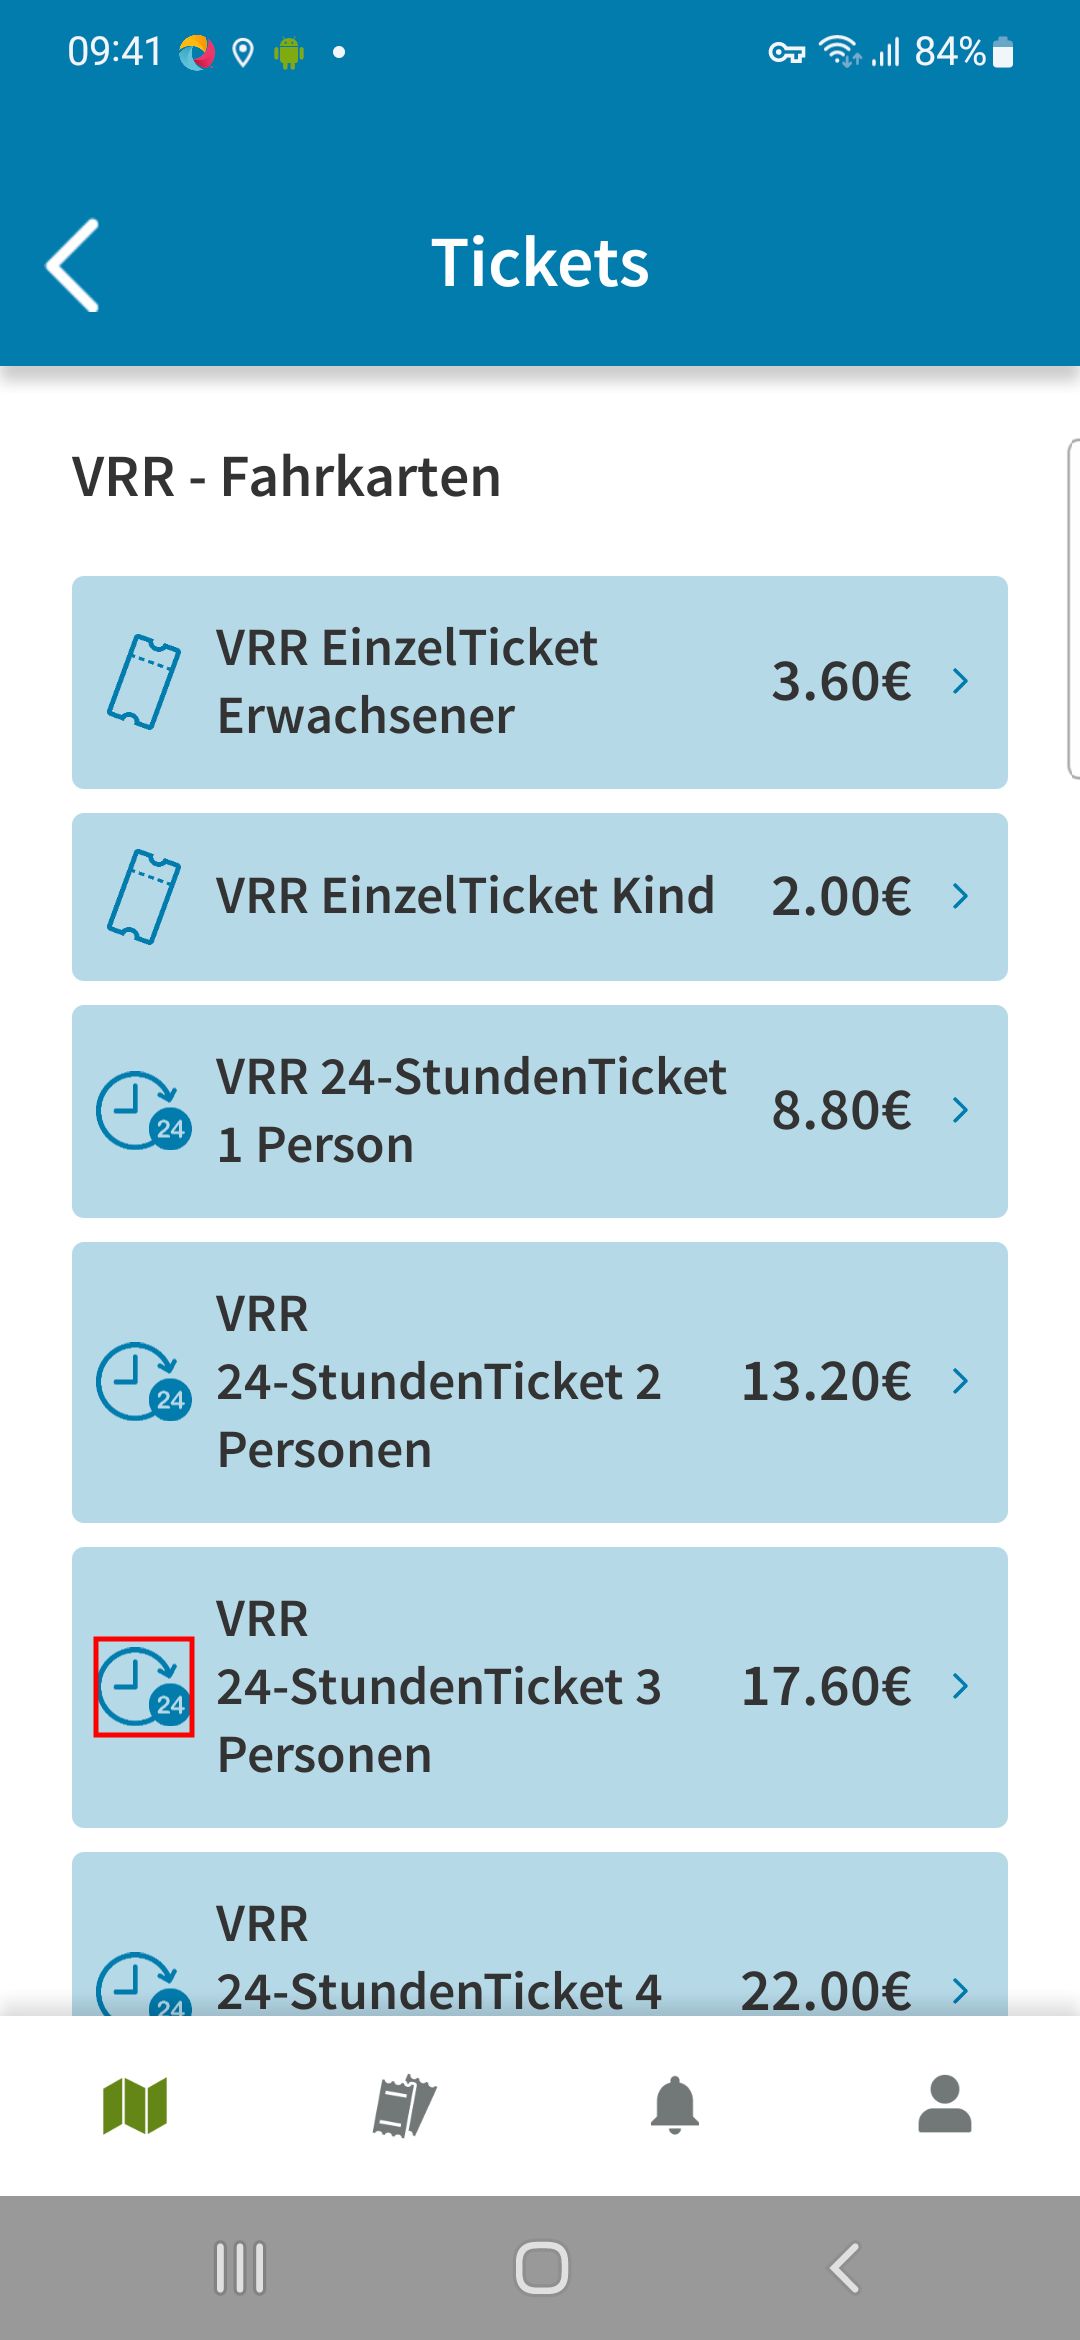 09:41
84%
Tickets
VRR - Fahrkarten
VRR EinzelTicket
Erwachsener
3.60€
VRR EinzelTicket Kind
2.00€
24
VRR 24-StundenTicket
1 Person
8.80€
24
VRR
24-StundenTicket 2
Personen
13.20€
24
VRR
24-StundenTicket 3
Personen
17.60€
24
VRR
24-StundenTicket 4
22.00€